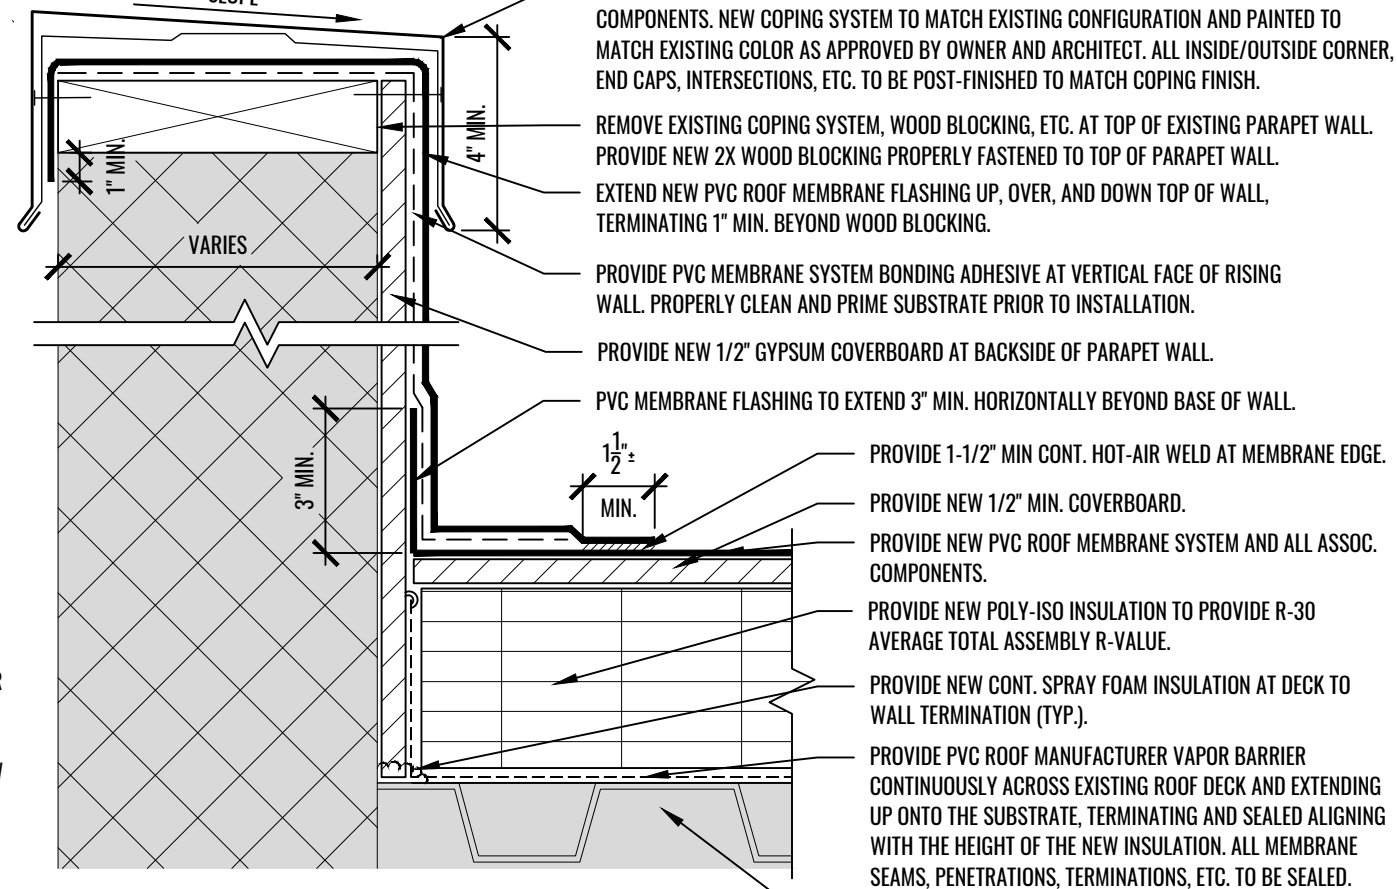 COMPONENTS. NEW COPING SYSTEM TO MATCH EXISTING CONFIGURATION AND PAINTED TO
MATCH EXISTING COLOR AS APPROVED BY OWNER AND ARCHITECT. ALL INSIDE/OUTSIDE CORNER,
END CAPS, INTERSECTIONS, ETC. TO BE POST-FINISHED TO MATCH COPING FINISH.
4" MIN.
REMOVE EXISTING COPING SYSTEM, WOOD BLOCKING, ETC. AT TOP OF EXISTING PARAPET WALL.
PROVIDE NEW 2X WOOD BLOCKING PROPERLY FASTENED TO TOP OF PARAPET WALL.
1" MIN.
EXTEND NEW PVC ROOF MEMBRANE FLASHING UP, OVER, AND DOWN TOP OF WALL,
TERMINATING 1" MIN. BEYOND WOOD BLOCKING.
VARIES
PROVIDE PVC MEMBRANE SYSTEM BONDING ADHESIVE AT VERTICAL FACE OF RISING
WALL. PROPERLY CLEAN AND PRIME SUBSTRATE PRIOR TO INSTALLATION.
PROVIDE NEW 1/2" GYPSUM COVERBOARD AT BACKSIDE OF PARAPET WALL.
PVC MEMBRANE FLASHING TO EXTEND 3" MIN. HORIZONTALLY BEYOND BASE OF WALL.
3" MIN.
1 1/2" ±
MIN.
PROVIDE 1-1/2" MIN CONT. HOT-AIR WELD AT MEMBRANE EDGE.
PROVIDE NEW 1/2" MIN. COVERBOARD.
PROVIDE NEW PVC ROOF MEMBRANE SYSTEM AND ALL ASSOC.
COMPONENTS.
PROVIDE NEW POLY-ISO INSULATION TO PROVIDE R-30
AVERAGE TOTAL ASSEMBLY R-VALUE.
PROVIDE NEW CONT. SPRAY FOAM INSULATION AT DECK TO
WALL TERMINATION (TYP.).
PROVIDE PVC ROOF MANUFACTURER VAPOR BARRIER
CONTINUOUSLY ACROSS EXISTING ROOF DECK AND EXTENDING
UP ONTO THE SUBSTRATE, TERMINATING AND SEALED ALIGNING
WITH THE HEIGHT OF THE NEW INSULATION. ALL MEMBRANE
SEAMS, PENETRATIONS, TERMINATIONS, ETC. TO BE SEALED.